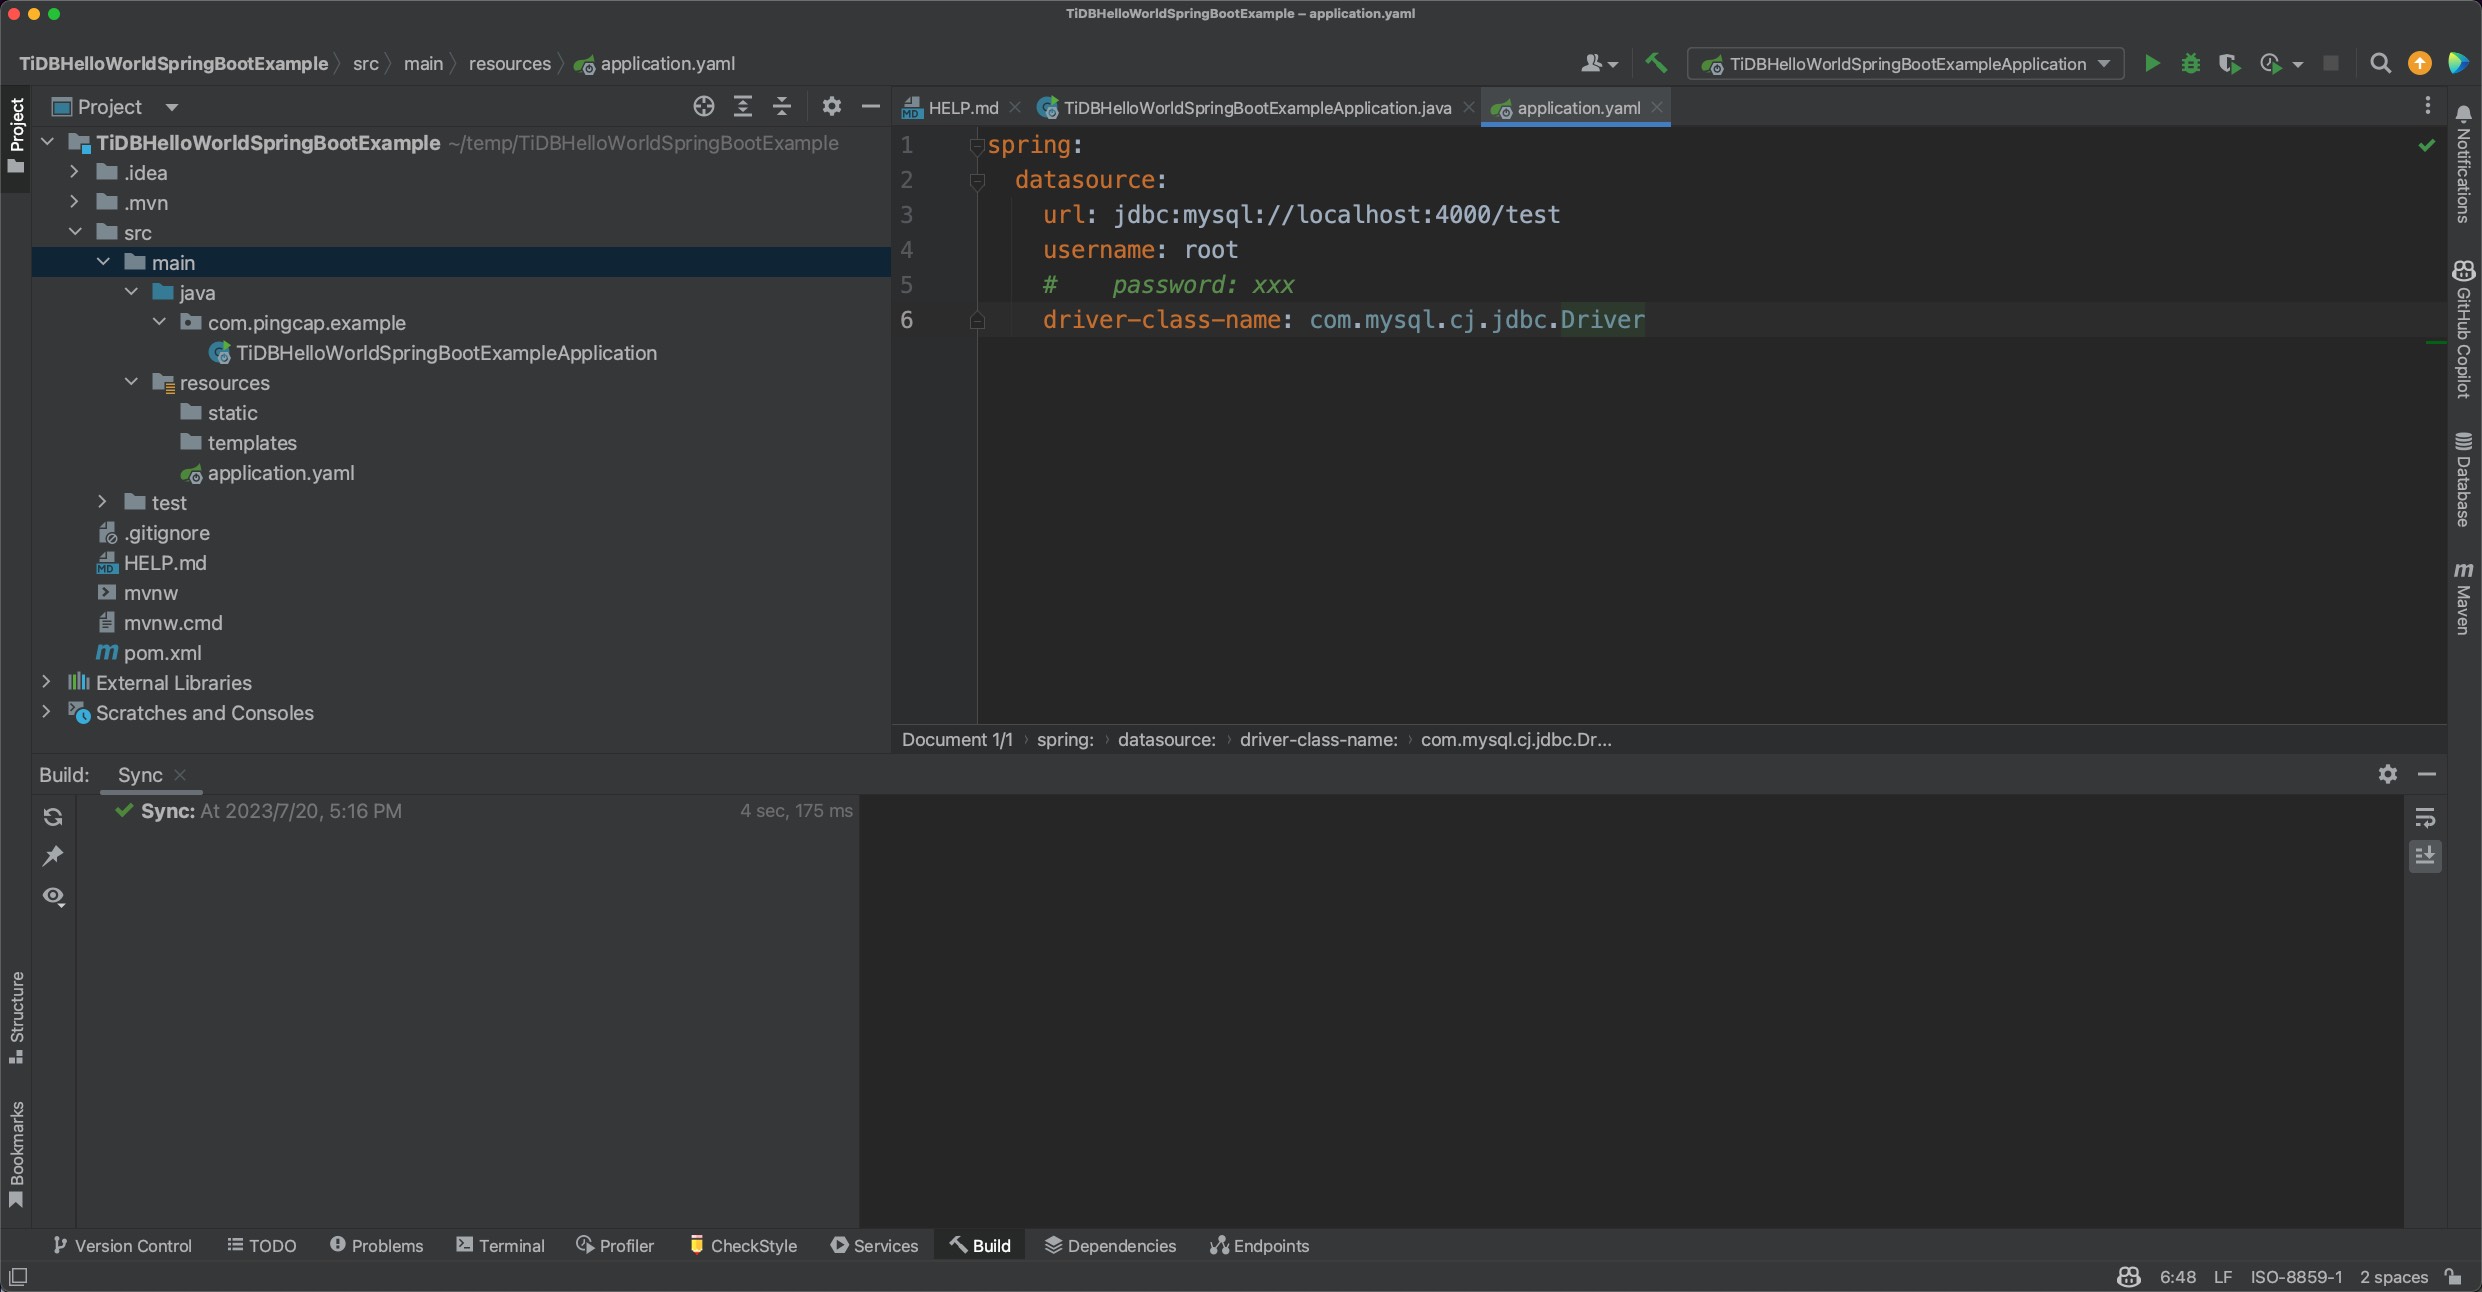 TiDBHelloWorldSpringBootExample – application.yaml
TiDBHelloWorldSpringBootExample src main resources application.yaml
TiDBHelloWorldSpringBootExampleApplication
Project
Project
HELP.md TiDBHelloWorldSpringBootExampleApplication.java application.yaml
TiDBHelloWorldSpringBootExample ~/temp/TiDBHelloWorldSpringBootExample
.idea
.mvn
src
main
java
com.pingcap.example
TiDBHelloWorldSpringBootExampleApplication
resources
static
templates
application.yaml
test
.gitignore
MD HELP.md
mvnw
mvnw.cmd
m pom.xml
External Libraries
Scratches and Consoles
1 spring:
2 datasource:
3 url: jdbc:mysql://localhost:4000/test
4 username: root
5 # password: xxx
6 driver-class-name: com.mysql.cj.jdbc.Driver
Document 1/1 › spring: › datasource: › driver-class-name: › com.mysql.cj.jdbc.Dr...
Notifications
GitHub Copilot
Database
m Maven
Build: Sync
Sync: At 2023/7/20, 5:16 PM 4 sec, 175 ms
Structure
Bookmarks
Version Control TODO Problems Terminal Profiler CheckStyle Services Build Dependencies Endpoints
6:48 LF ISO-8859-1 2 spaces